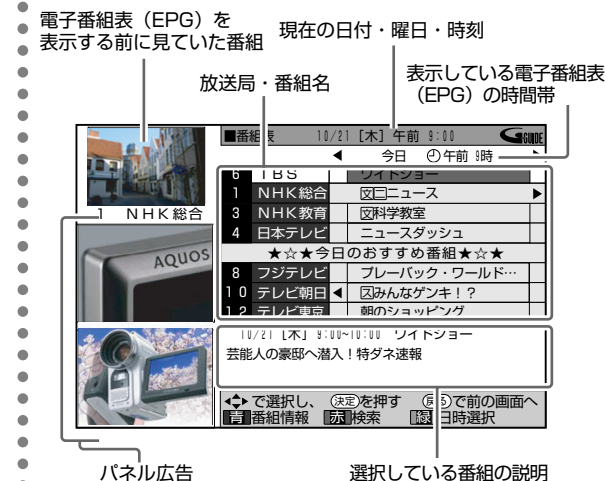 電子番組表（EPG）を
表示する前に見ていた番組
現在の日付・曜日・時刻
放送局・番組名
表示している電子番組表
（EPG）の時間帯
■番組表 10/21 [木] 午前 9:00 GUIDE
◀ 今日 午前 9時
6 TBS ワイドショー
1 NHK総合 文二ニュース ▶
3 NHK教育 文科学教室
4 日本テレビ ニュースダッシュ
★☆★今日のおすすめ番組★☆★
8 フジテレビ プレーバック・ワールド…
10 テレビ朝日 ◀ 文みんなゲンキ！？
12 テレビ東京 朝のショッピング
1 NHK総合
AQUOS
10/21 [木] 9:00~10:00 ワイドショー
芸能人の豪邸へ潜入！特ダネ速報
で選択し、 決定を押す 戻るで前の画面へ
青 番組情報 赤 検索 緑 日時選択
パネル広告
選択している番組の説明